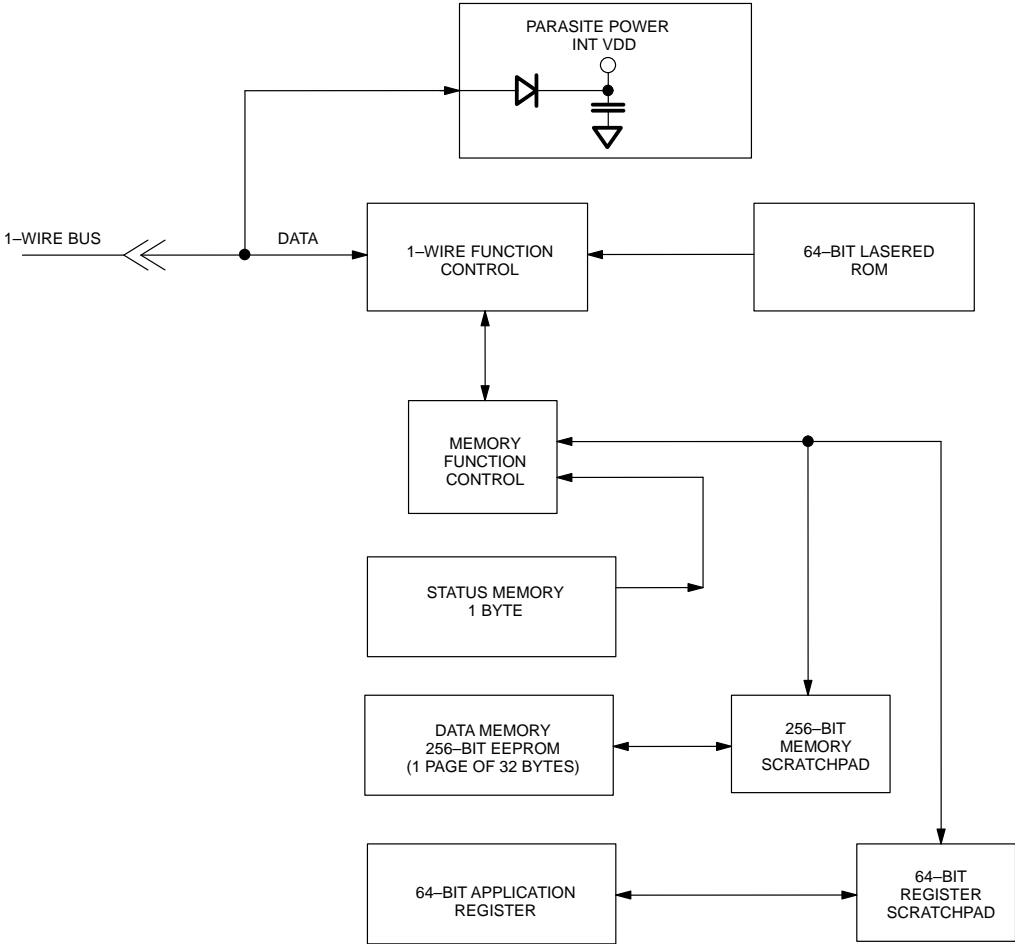 PARASITE POWER
INT VDD
1–WIRE BUS
DATA
1–WIRE FUNCTION
CONTROL
64–BIT LASERED
ROM
MEMORY
FUNCTION
CONTROL
STATUS MEMORY
1 BYTE
DATA MEMORY
256–BIT EEPROM
(1 PAGE OF 32 BYTES)
256–BIT
MEMORY
SCRATCHPAD
64–BIT APPLICATION
REGISTER
64–BIT
REGISTER
SCRATCHPAD